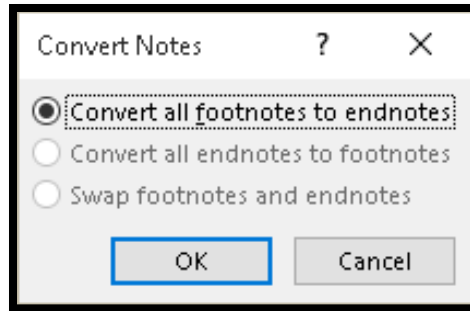 Convert Notes ? X
Convert all footnotes to endnotes
Convert all endnotes to footnotes
Swap footnotes and endnotes
OK Cancel